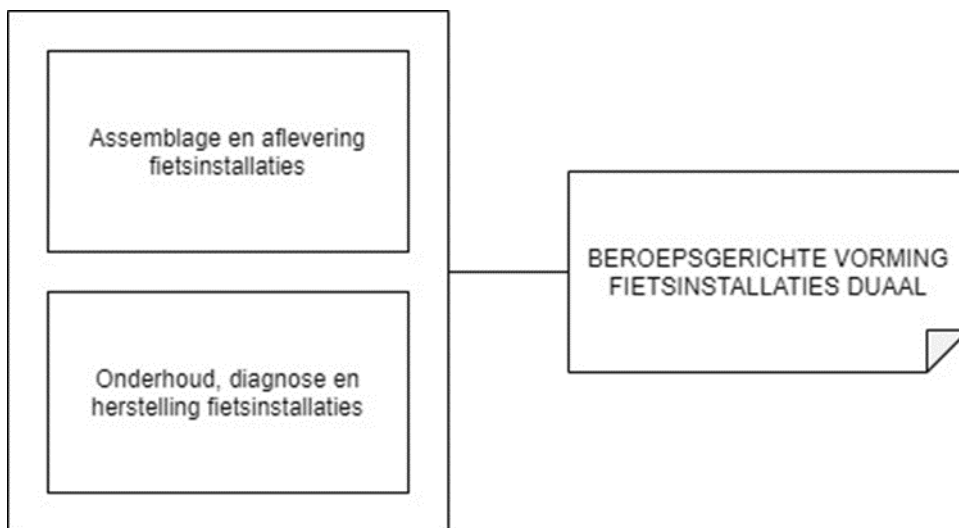 Assemblage en aflevering
fietsinstallaties
Onderhoud, diagnose en
herstelling fietsinstallaties
BEROEPSGERICHTE VORMING
FIETSINSTALLATIES DUAAL